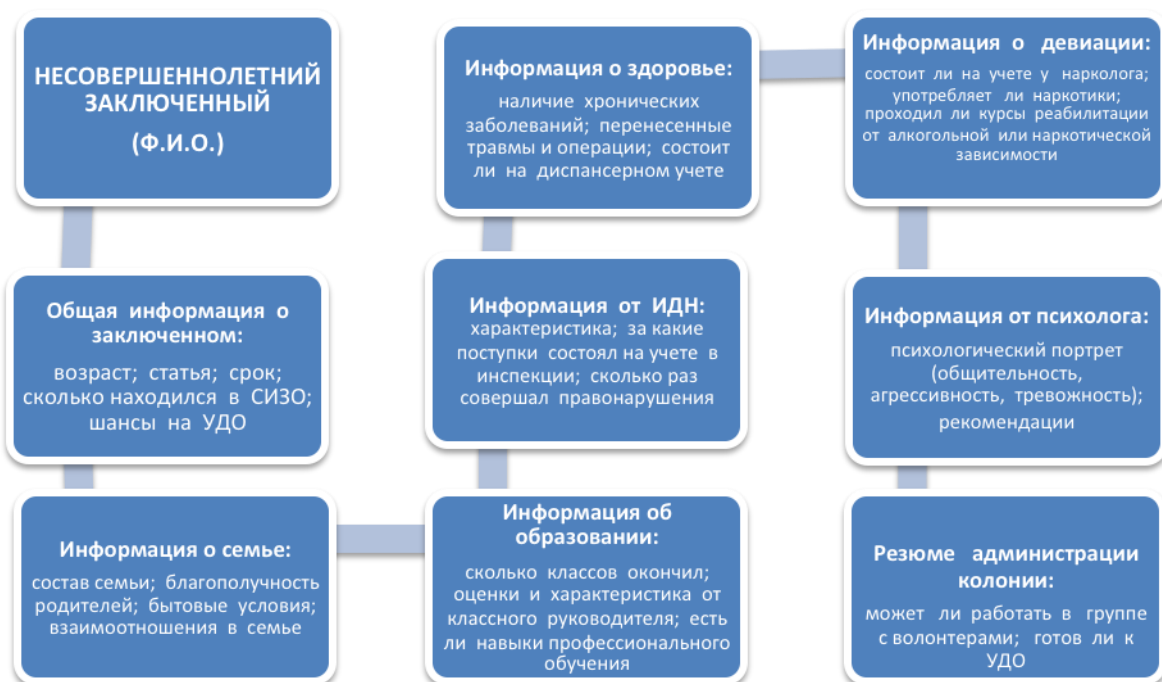 НЕСОВЕРШЕННОЛЕТНИЙ
ЗАКЛЮЧЕННЫЙ
(Ф.И.О.)
Общая информация о
заключенном:
возраст; статья; срок;
сколько находился в СИЗО;
шансы на УДО
Информация о семье:
состав семьи; благополучность
родителей; бытовые условия;
взаимоотношения в семье
Информация об
образовании:
сколько классов окончил;
оценки и характеристика от
классного руководителя; есть
ли навыки профессионального
обучения
Информация от ИДН:
характеристика; за какие
поступки состоял на учете в
инспекции; сколько раз
совершал правонарушения
Информация о здоровье:
наличие хронических
заболеваний; перенесенные
травмы и операции; состоит
ли на диспансерном учете
Информация о девиации:
состоит ли на учете у нарколога;
употребляет ли наркотики;
проходил ли курсы реабилитации
от алкогольной или наркотической
зависимости
Информация от психолога:
психологический портрет
(общительность,
агрессивность, тревожность);
рекомендации
Резюме администрации
колонии:
может ли работать в группе
с волонтерами; готов ли к
УДО